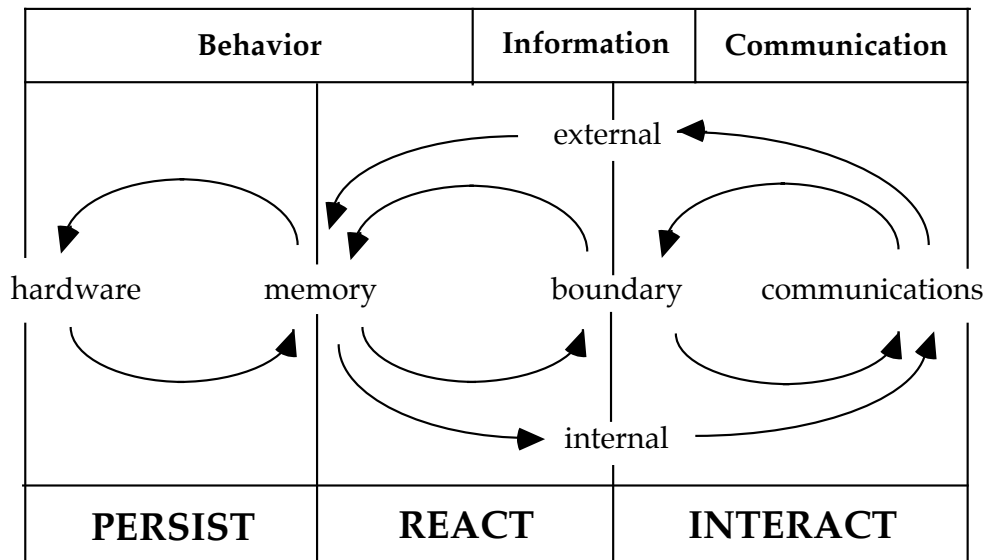 Behavior Information Communication
external
hardware memory boundary communications
internal
PERSIST REACT INTERACT